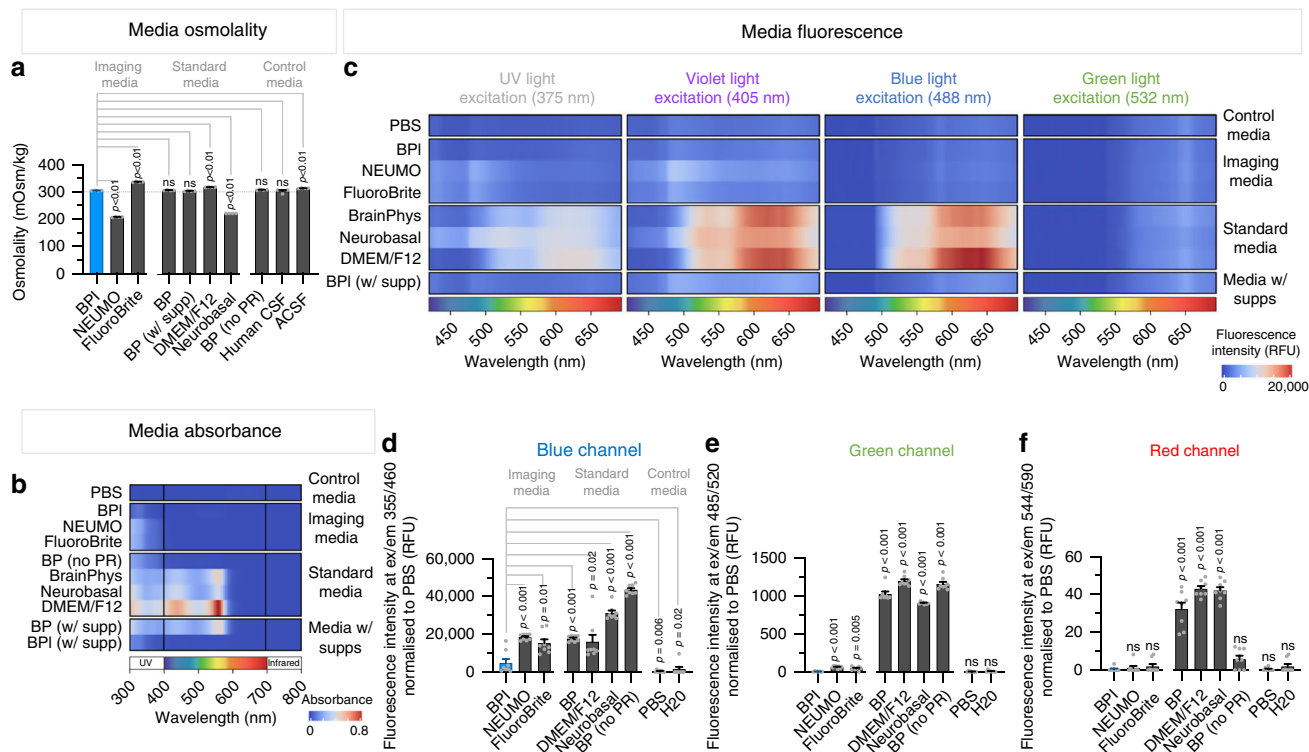 Media osmolality
Media fluorescence
a
Imaging media
Standard media
Control media
Osmolality (mOsm/kg)
400
300
200
100
0
p<0.01
p<0.01
ns
ns
p<0.01
p<0.01
ns
ns
p<0.01
BPI
NEUMO
FluoroBrite
BP
BP (w/ supp)
DMEM/F12
Neurobasal
BP (no PR)
Human CSF
ACSF
c
UV light
excitation (375 nm)
Violet light
excitation (405 nm)
Blue light
excitation (488 nm)
Green light
excitation (532 nm)
PBS
BPI
NEUMO
FluoroBrite
BrainPhys
Neurobasal
DMEM/F12
BPI (w/ supp)
Control
media
Imaging
media
Standard
media
Media w/
supps
450 500 550 600 650
450 500 550 600 650
450 500 550 600 650
450 500 550 600 650
Wavelength (nm)
Wavelength (nm)
Wavelength (nm)
Wavelength (nm)
Fluorescence
intensity (RFU)
0 20,000
Media absorbance
b
PBS
BPI
NEUMO
FluoroBrite
BP (no PR)
BrainPhys
Neurobasal
DMEM/F12
BP (w/ supp)
BPI (w/ supp)
Control
media
Imaging
media
Standard
media
Media w/
supps
UV
Infrared
300 400 500 600 700 800
Wavelength (nm)
Absorbance
0 0.8
d
Blue channel
Imaging
media
Standard
media
Control
media
Fluorescence intensity at ex/em 355/460
normalised to PBS (RFU)
60,000
40,000
20,000
0
p < 0.001
p = 0.01
p < 0.001
p = 0.02
p < 0.001
p < 0.001
p = 0.006
p = 0.02
BPI
NEUMO
FluoroBrite
BP
DMEM/F12
Neurobasal
BP (no PR)
PBS
H20
e
Green channel
Fluorescence intensity at ex/em 485/520
normalised to PBS (RFU)
1500
1000
500
0
p < 0.001
p = 0.005
p < 0.001
p < 0.001
p < 0.001
p < 0.001
ns
ns
BPI
NEUMO
FluoroBrite
BP
DMEM/F12
Neurobasal
BP (no PR)
PBS
H20
f
Red channel
Fluorescence intensity at ex/em 544/590
normalised to PBS (RFU)
60
40
20
0
ns
ns
p < 0.001
p < 0.001
p < 0.001
ns
ns
ns
BPI
NEUMO
FluoroBrite
BP
DMEM/F12
Neurobasal
BP (no PR)
PBS
H20